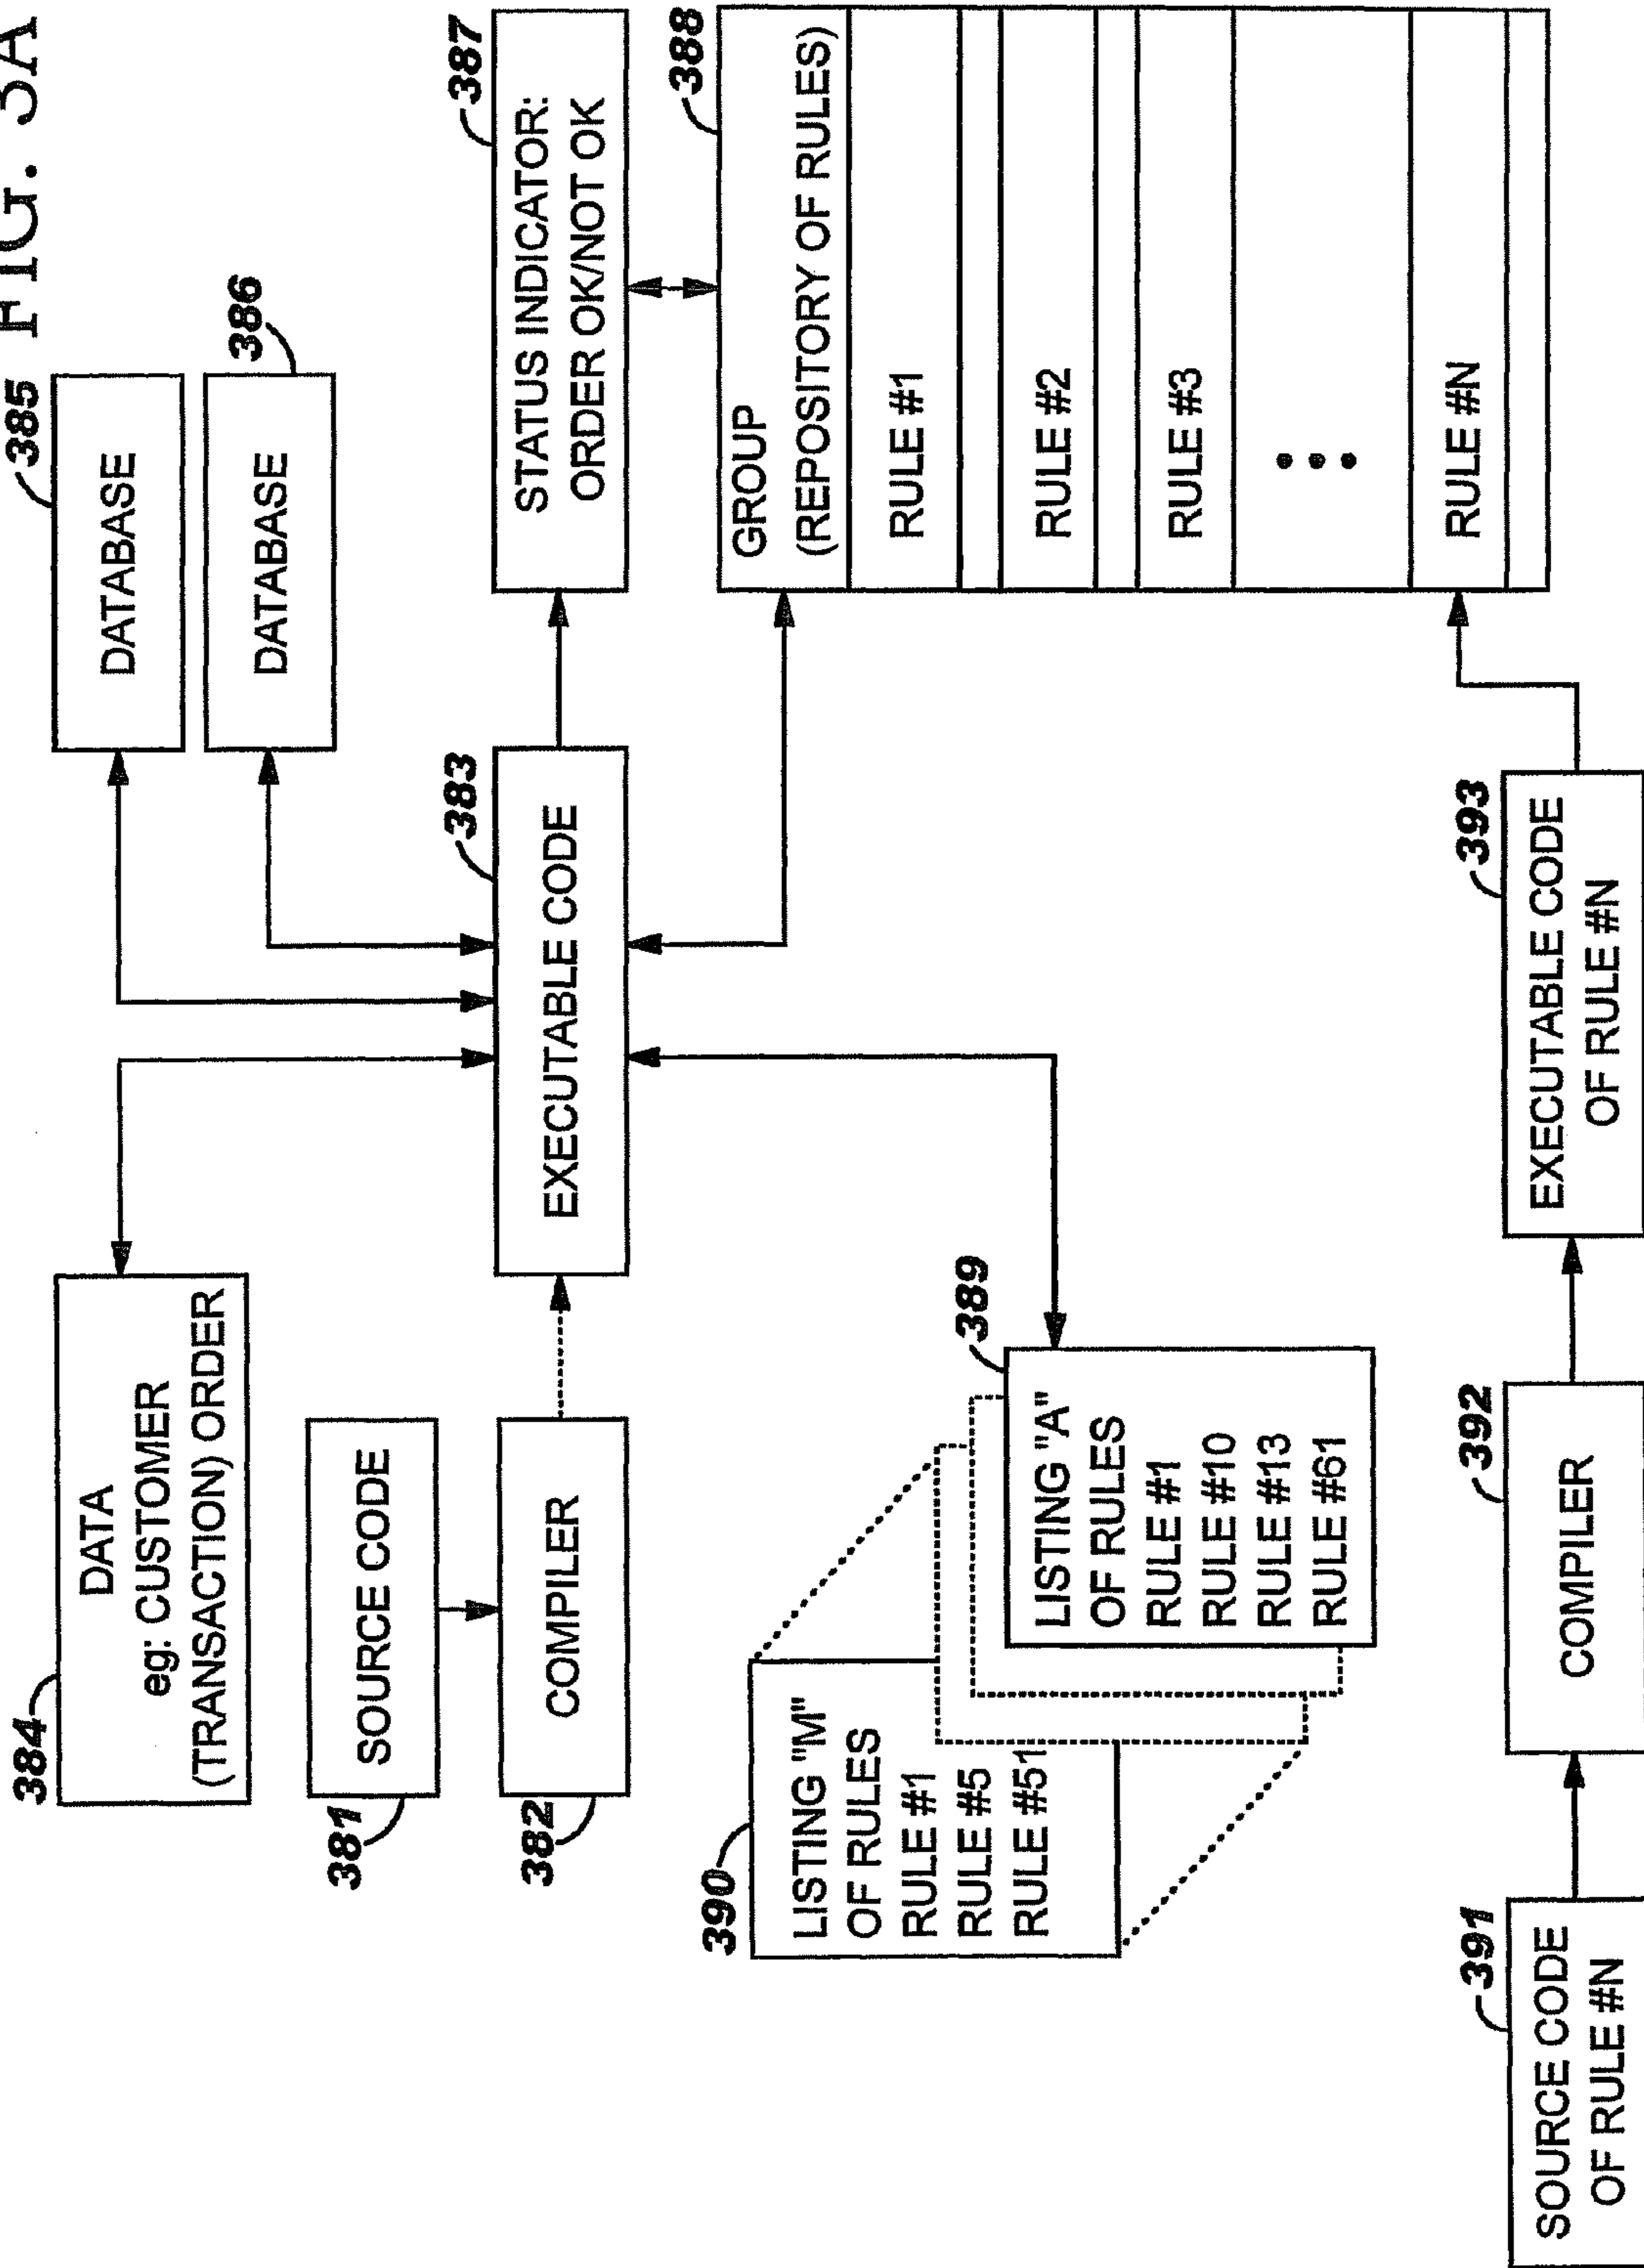 FIG. 3A
384
DATA
eg: CUSTOMER
(TRANSACTION) ORDER
385
DATABASE
386
DATABASE
381
SOURCE CODE
382
COMPILER
383
EXECUTABLE CODE
387
STATUS INDICATOR:
ORDER OK/NOT OK
388
GROUP
(REPOSITORY OF RULES)
RULE #1
RULE #2
RULE #3
RULE #N
390
LISTING "M"
OF RULES
RULE #1
RULE #5
RULE #51
389
LISTING "A"
OF RULES
RULE #1
RULE #10
RULE #13
RULE #61
391
SOURCE CODE
OF RULE #N
392
COMPILER
393
EXECUTABLE CODE
OF RULE #N